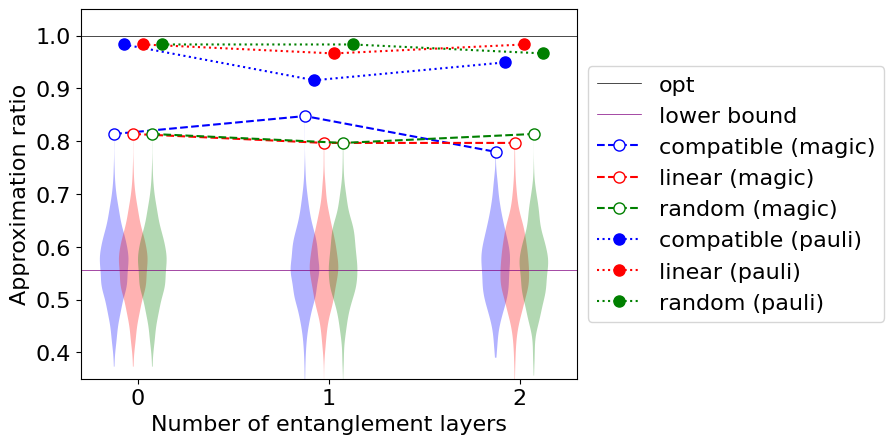 1.0
0.9
0.8
0.7
0.6
0.5
0.4
Approximation ratio
0 1 2
Number of entanglement layers
opt
lower bound
compatible (magic)
linear (magic)
random (magic)
compatible (pauli)
linear (pauli)
random (pauli)